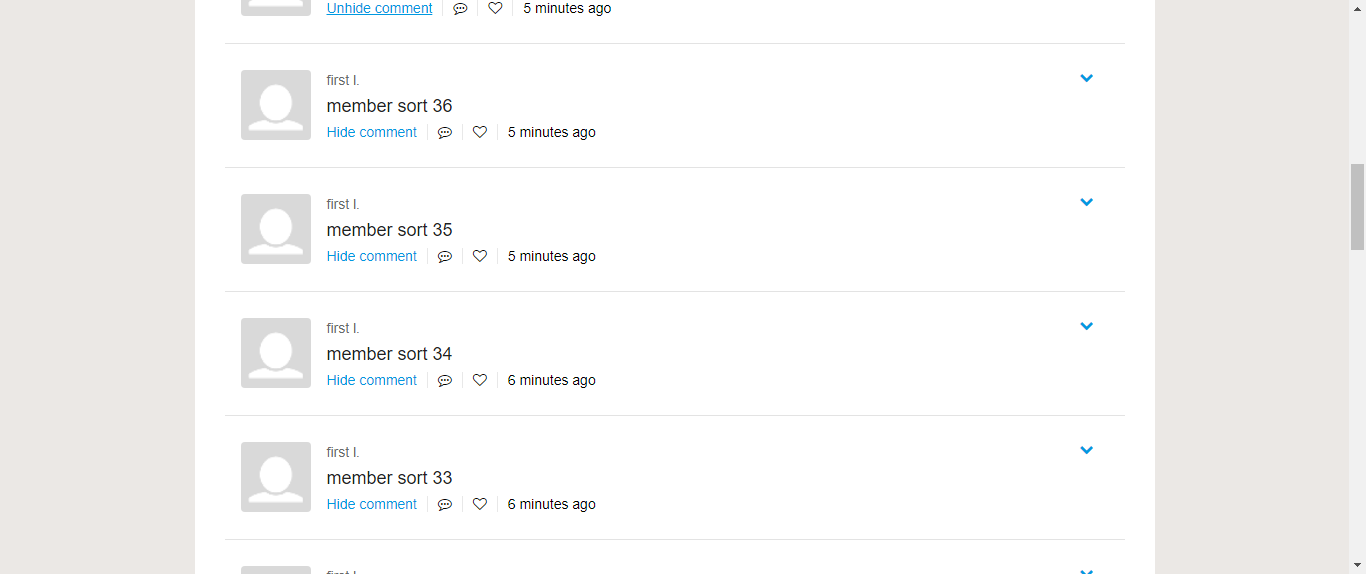 Unhide comment 5 minutes ago
first l.
member sort 36
Hide comment 5 minutes ago
first l.
member sort 35
Hide comment 5 minutes ago
first l.
member sort 34
Hide comment 6 minutes ago
first l.
member sort 33
Hide comment 6 minutes ago
first l.